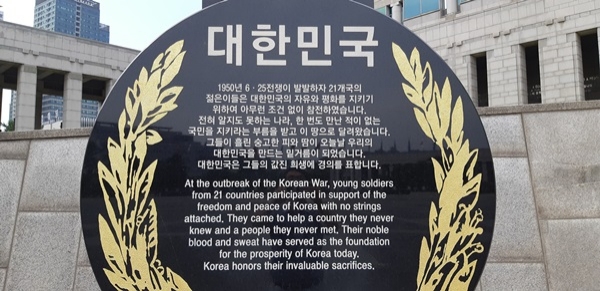 대한민국
1950년 6 · 25전쟁이 발발하자 21개국의
젊은이들은 대한민국의 자유와 평화를 지키기
위하여 아무런 조건 없이 참전하였습니다.
전혀 알지도 못하는 나라, 한 번도 만난 적이 없는
국민을 지키라는 부름을 받고 이 땅으로 달려왔습니다.
그들이 흘린 숭고한 피와 땀이 오늘날 우리의
대한민국을 만드는 밑거름이 되었습니다.
대한민국은 그들의 값진 희생에 경의를 표합니다.
At the outbreak of the Korean War, young soldiers
from 21 countries participated in support of the
freedom and peace of Korea with no strings
attached. They came to help a country they never
knew and a people they never met. Their noble
blood and sweat have served as the foundation
for the prosperity of Korea today.
Korea honors their invaluable sacrifices.